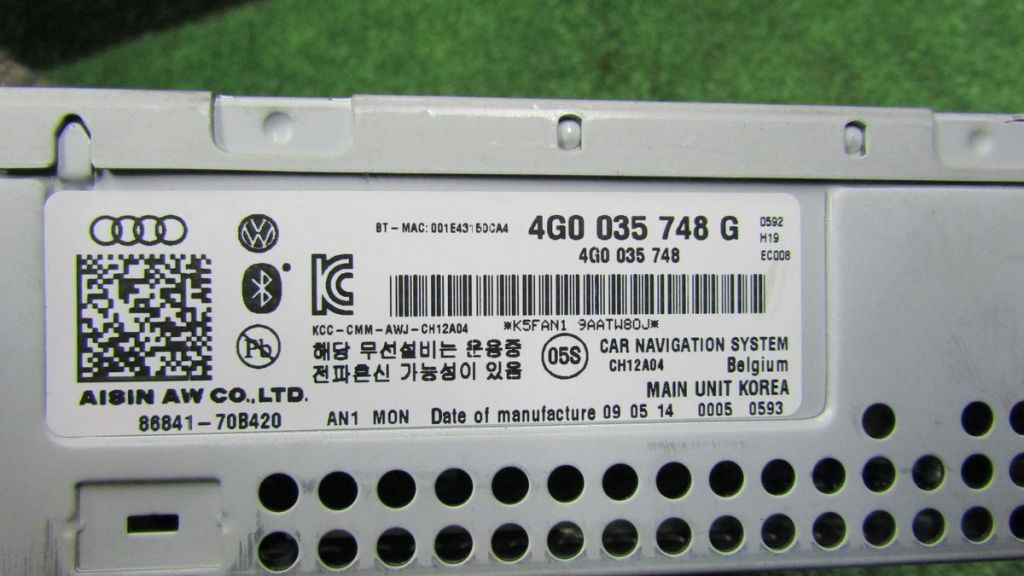 BT-MAC: 001E43150CA4
4G0 035 748 G
4G0 035 748
0592
H19
EC008
KCC-CMM-AWJ-CH12A04
*K5FAN1 9AATW80J*
해당 무선설비는 운용중
전파혼신 가능성이 있음
05S
CAR NAVIGATION SYSTEM
CH12A04 Belgium
MAIN UNIT KOREA
Pb
AISIN AW CO.,LTD.
86841-70B420
AN1 MON Date of manufacture 09 05 14 0005 0593